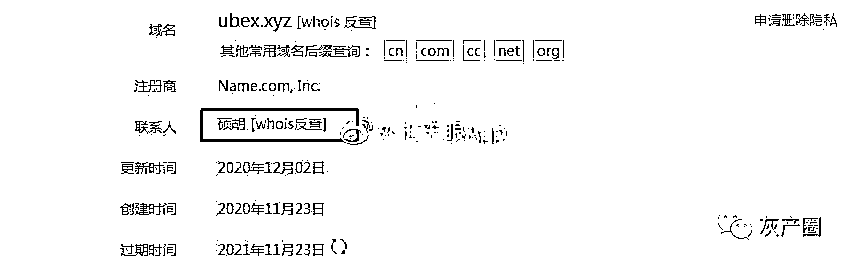 域名
ubex.xyz [whois 反查]
申请删除隐私
其他常用域名后缀查询： cn com cc net org
注册商
Name.com, Inc.
联系人
硕胡 [whois反查]
更新时间
2020年12月02日
创建时间
2020年11月23日
灰产圈
过期时间
2021年11月23日